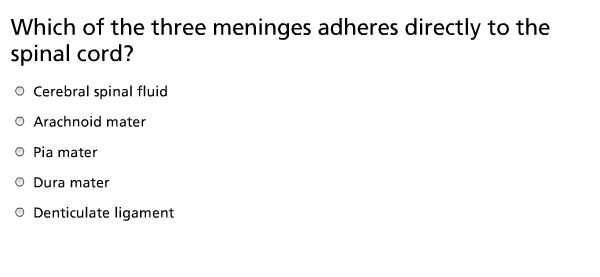 Which of the three meninges adheres directly to the
spinal cord?
Cerebral spinal fluid
Arachnoid mater
Pia mater
Dura mater
Denticulate ligament